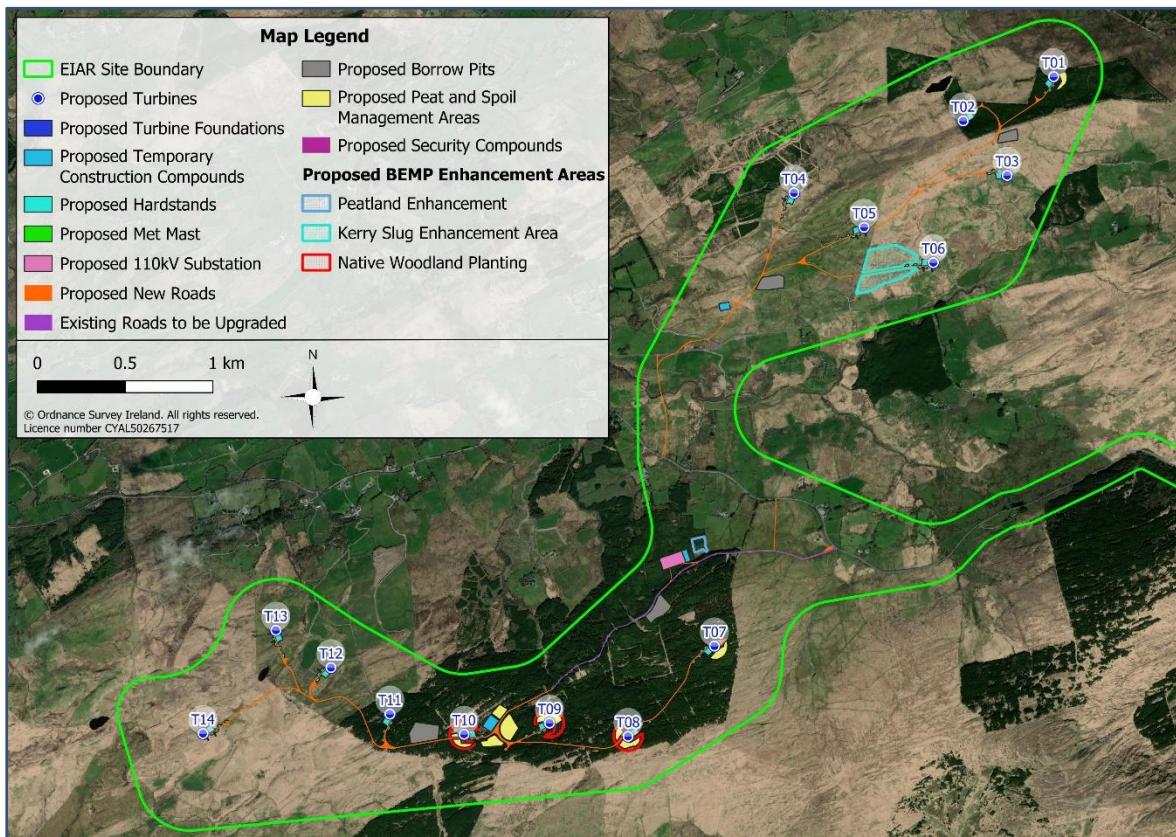 Map Legend
EIAR Site Boundary
Proposed Turbines
Proposed Turbine Foundations
Proposed Temporary
Construction Compounds
Proposed Hardstands
Proposed Met Mast
Proposed 110kV Substation
Proposed New Roads
Existing Roads to be Upgraded
Proposed Borrow Pits
Proposed Peat and Spoil
Management Areas
Proposed Security Compounds
Proposed BEMP Enhancement Areas
Peatland Enhancement
Kerry Slug Enhancement Area
Native Woodland Planting
0 0.5 1 km
N
© Ordnance Survey Ireland. All rights reserved.
Licence number CYAL50267517
T01
T02
T03
T04
T05
T06
T13
T12
T07
T11
T14
T10
T09
T08